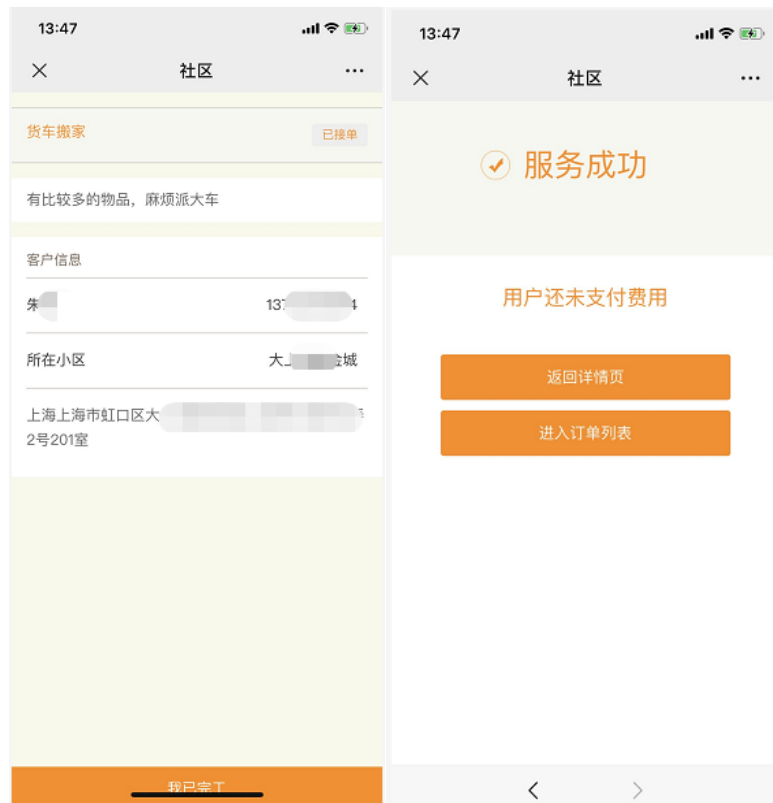 13:47
社区
货车搬家
已接单
有比较多的物品，麻烦派大车
客户信息
朱
13
4
所在小区
大上
金城
上海上海市虹口区大
2号201室
我已完工
13:47
社区
服务成功
用户还未支付费用
返回详情页
进入订单列表